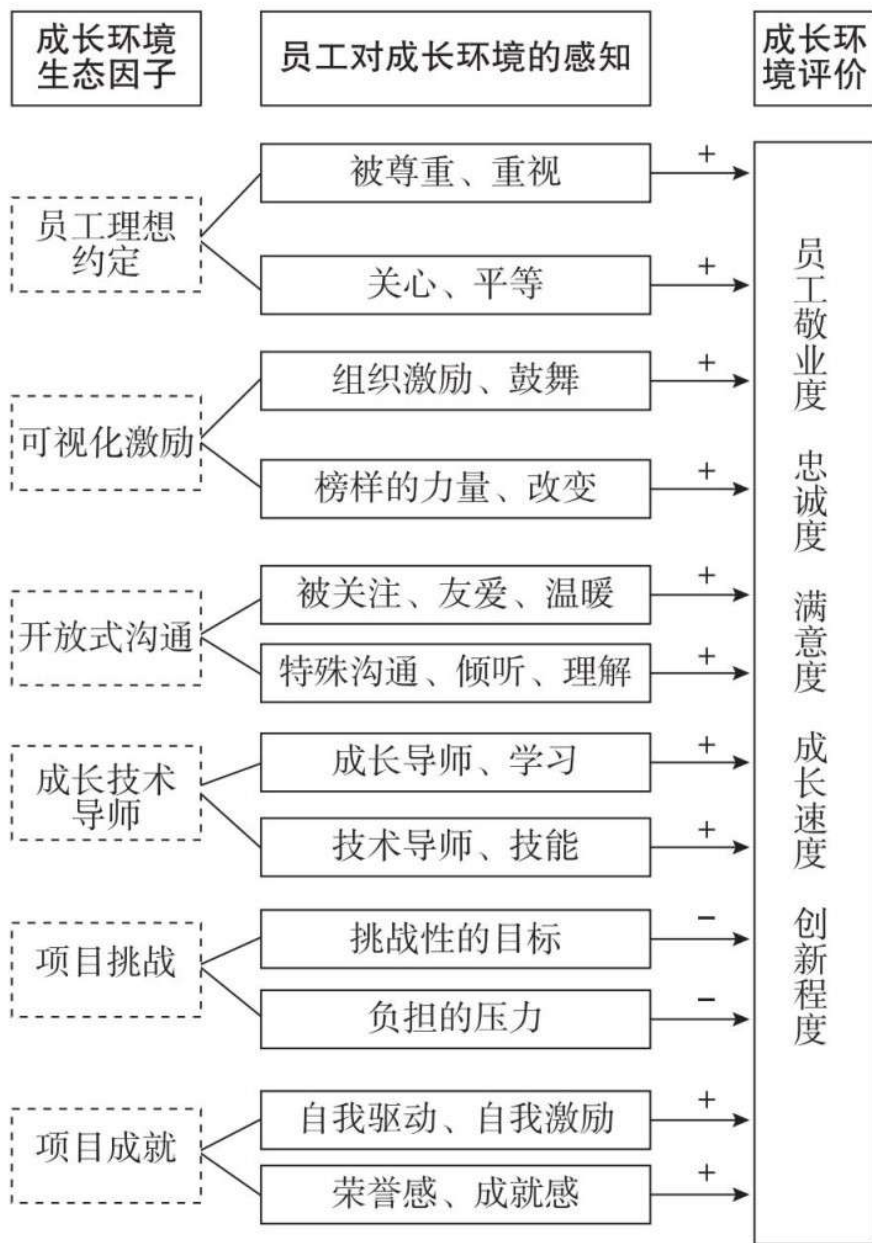 成长环境
生态因子
员工对成长环境的感知
成长环
境评价
员工理想
约定
被尊重、重视
+
关心、平等
+
可视化激励
组织激励、鼓舞
+
榜样的力量、改变
+
开放式沟通
被关注、友爱、温暖
+
特殊沟通、倾听、理解
+
成长技术
导师
成长导师、学习
+
技术导师、技能
+
项目挑战
挑战性的目标
−
负担的压力
−
项目成就
自我驱动、自我激励
+
荣誉感、成就感
+
员工敬业度
忠诚度
满意度
成长速度
创新程度